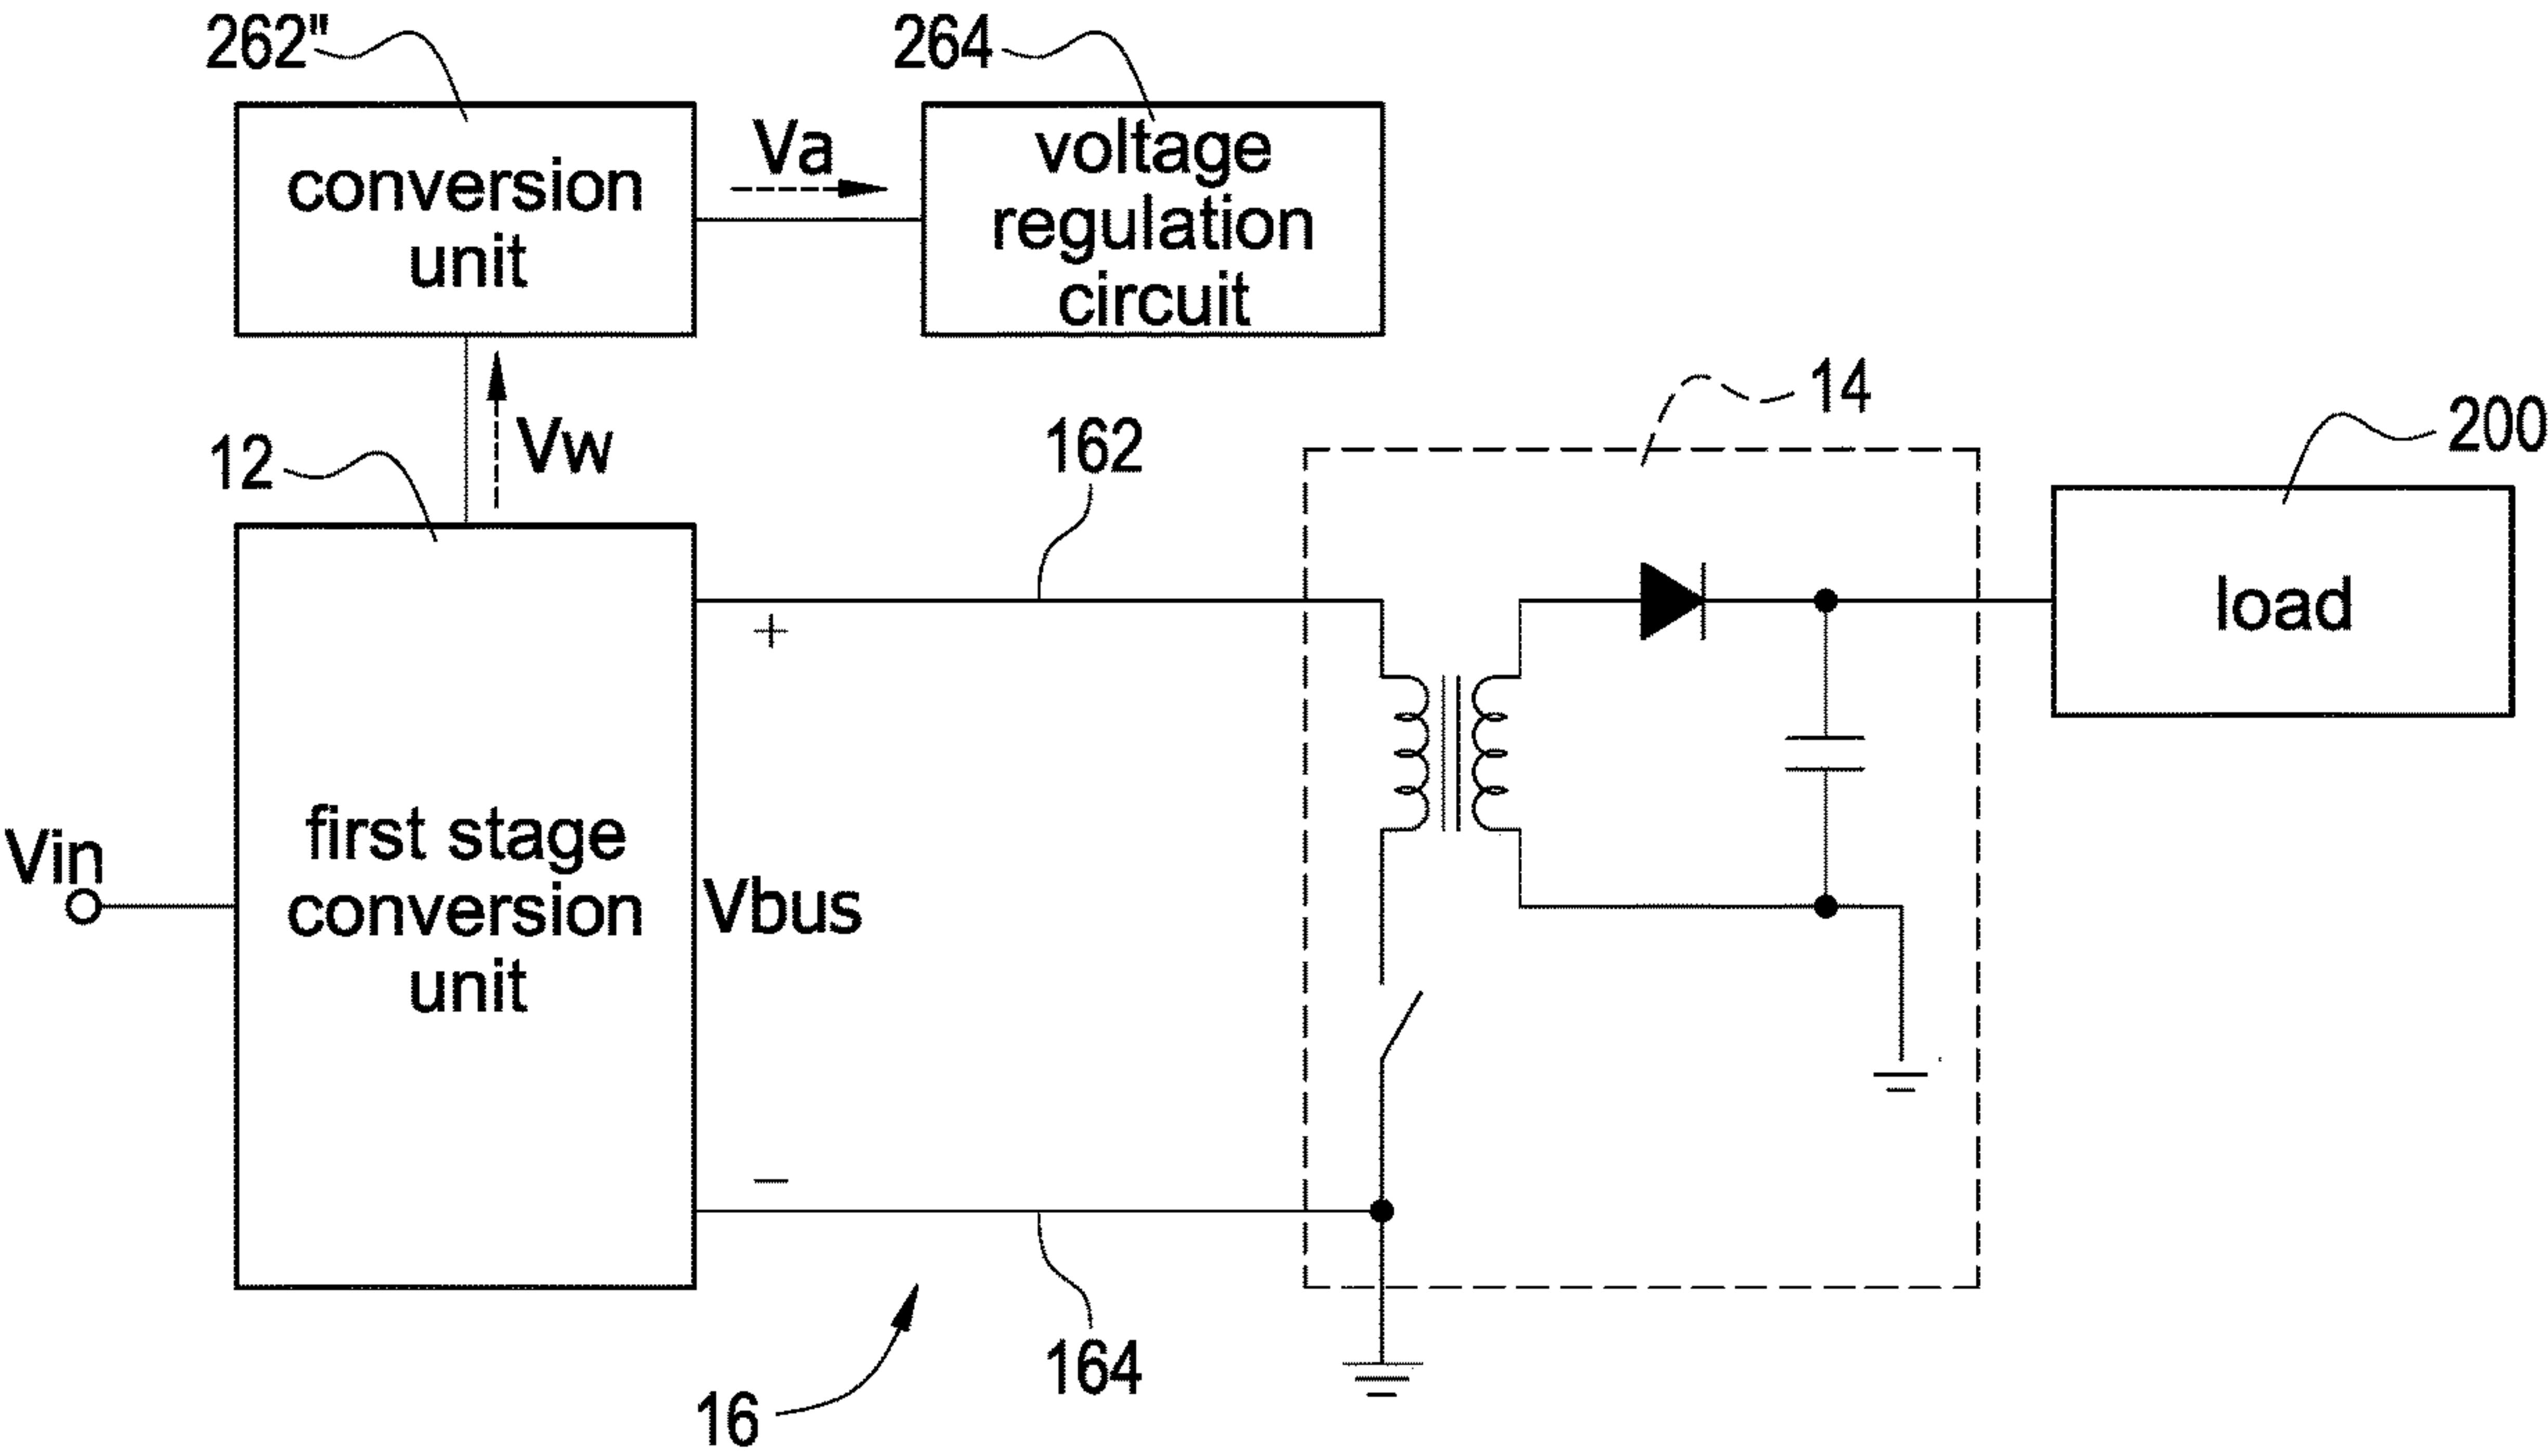 262"
264
conversion
unit
Va
voltage
regulation
circuit
12
Vw
162
14
200
load
+
Vin
first stage
conversion
unit
Vbus
−
164
16